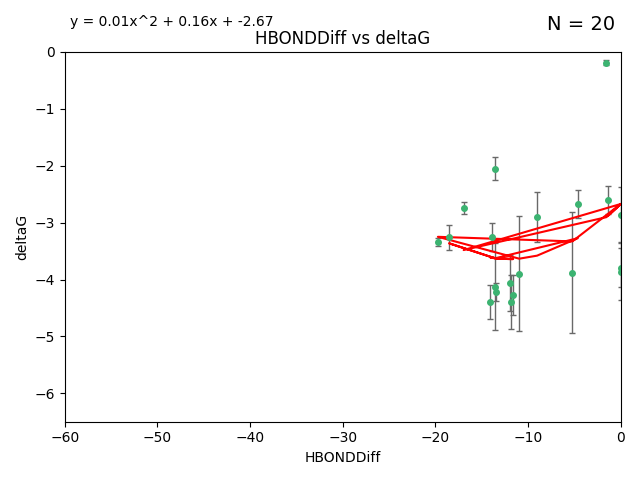 y = 0.01x^2 + 0.16x + -2.67
N = 20
HBONDDiff vs deltaG
0
−1
−2
−3
−4
−5
−6
deltaG
−60 −50 −40 −30 −20 −10 0
HBONDDiff